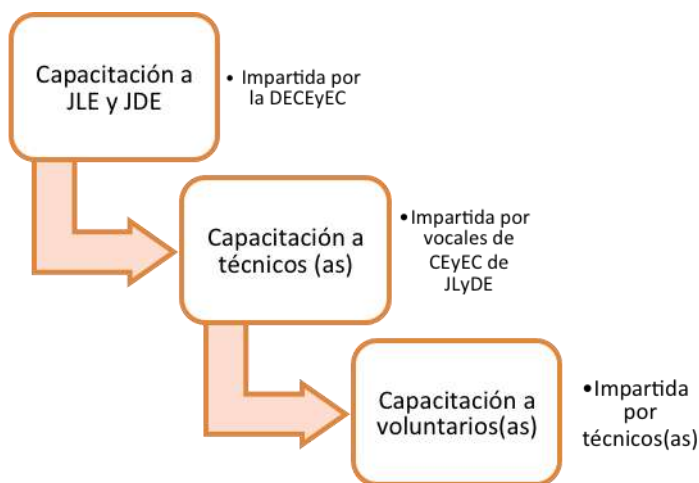 Capacitación a
JLE y JDE
• Impartida por
la DECEyEC
Capacitación a
técnicos (as)
•Impartida por
vocales de
CEyEC de
JLyDE
Capacitación a
voluntarios(as)
•Impartida
por
técnicos(as)